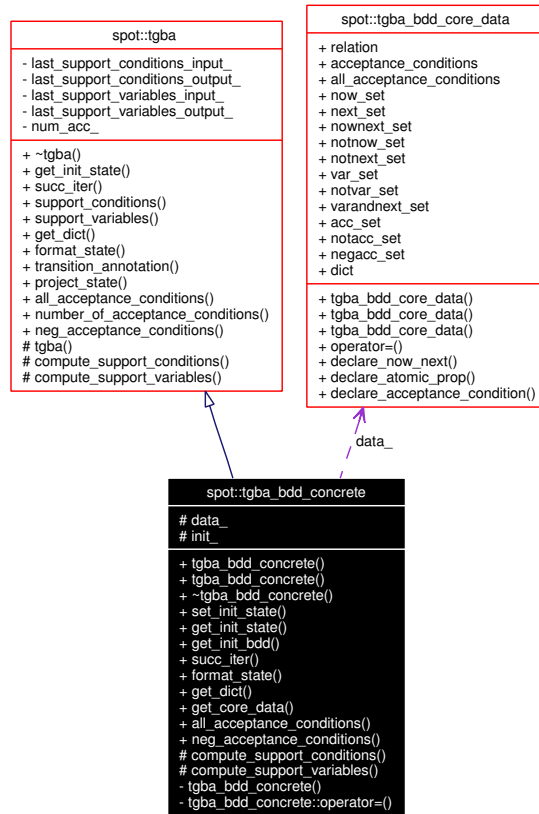 spot::tgba
- last_support_conditions_input_
- last_support_conditions_output_
- last_support_variables_input_
- last_support_variables_output_
- num_acc_
+ ~tgba()
+ get_init_state()
+ succ_iter()
+ support_conditions()
+ support_variables()
+ get_dict()
+ format_state()
+ transition_annotation()
+ project_state()
+ all_acceptance_conditions()
+ number_of_acceptance_conditions()
+ neg_acceptance_conditions()
# tgba()
# compute_support_conditions()
# compute_support_variables()
spot::tgba_bdd_core_data
+ relation
+ acceptance_conditions
+ all_acceptance_conditions
+ now_set
+ next_set
+ nownext_set
+ notnow_set
+ notnext_set
+ var_set
+ notvar_set
+ varandnext_set
+ acc_set
+ notacc_set
+ negacc_set
+ dict
+ tgba_bdd_core_data()
+ tgba_bdd_core_data()
+ tgba_bdd_core_data()
+ operator=()
+ declare_now_next()
+ declare_atomic_prop()
+ declare_acceptance_condition()
data_
spot::tgba_bdd_concrete
# data_
# init_
+ tgba_bdd_concrete()
+ tgba_bdd_concrete()
+ ~tgba_bdd_concrete()
+ set_init_state()
+ get_init_state()
+ get_init_bdd()
+ succ_iter()
+ format_state()
+ get_dict()
+ get_core_data()
+ all_acceptance_conditions()
+ neg_acceptance_conditions()
# compute_support_conditions()
# compute_support_variables()
- tgba_bdd_concrete()
- tgba_bdd_concrete::operator=()